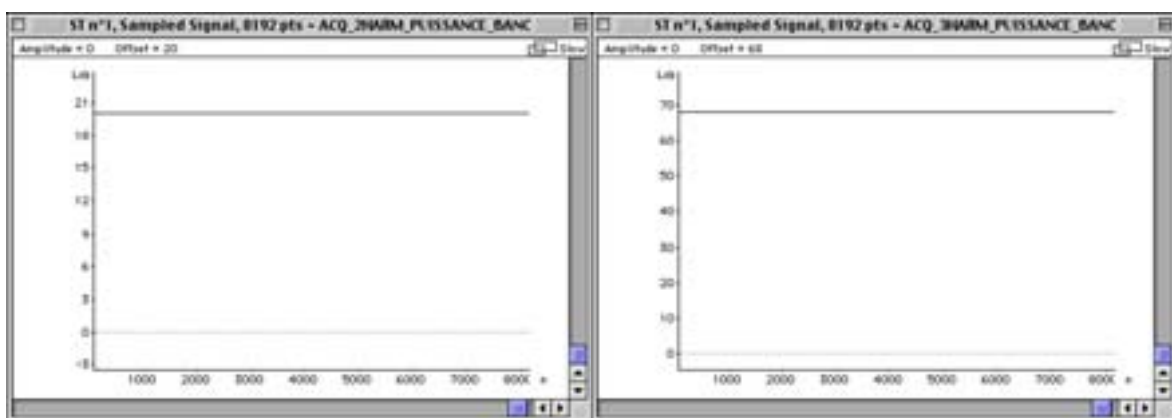 ST n°1, Sampled Signal, 8192 pts - ACQ_2HARM_PUISSANCE_BANC
Amplitude = 0 Offset = 20
Slow
Lsb
21
18
15
12
9
6
3
0
-3
1000 2000 3000 4000 5000 6000 7000 n
ST n°1, Sampled Signal, 8192 pts - ACQ_3HARM_PUISSANCE_BANC
Amplitude = 0 Offset = 68
Slow
Lsb
70
60
50
40
30
20
10
0
1000 2000 3000 4000 5000 6000 7000 n